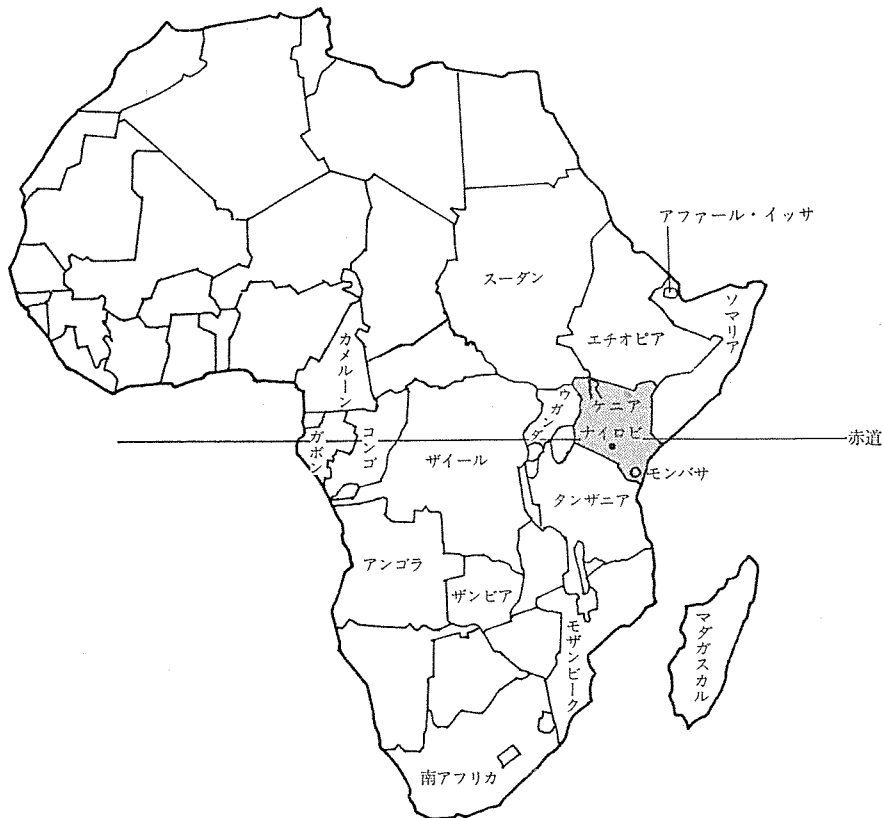 アファール・イッサ
スーダン
ソマリア
エチオピア
カメルーン
ウガンダ
ケニア
ナイロビ
赤道
ガボン
コンゴ
ザイール
モンバサ
タンザニア
アンゴラ
ザンビア
モザンビーク
マダガスカル
南アフリカ